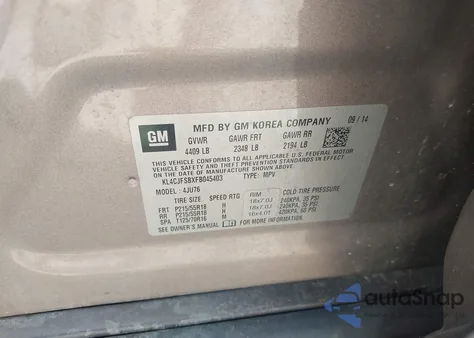 GM
MFD BY GM KOREA COMPANY 09 / 14
GVWR GAWR FRT GAWR RR
4409 LB 2348 LB 2194 LB
THIS VEHICLE CONFORMS TO ALL APPLICABLE U.S. FEDERAL MOTOR
VEHICLE SAFETY, BUMPER, AND THEFT PREVENTION STANDARDS IN
EFFECT ON THE DATE OF MANUFACTURE SHOWN ABOVE.
KL4CJFSBXFB045403 TYPE: MPV
MODEL : 4JU76
TIRE SIZE SPEED RTG RIM COLD TIRE PRESSURE
FRT P215/55R18 H 18x7.0J 240KPA, 35 PSI
RR P215/55R18 H 18x7.0J 240KPA, 35 PSI
SPA T125/70R16 M 16x4.0T 420KPA, 60 PSI
SEE OWNER'S MANUAL
autoSnap